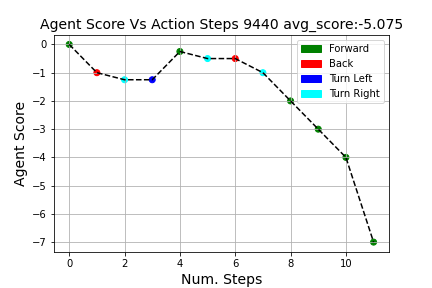 Agent Score Vs Action Steps 9440 avg_score:-5.075
Agent Score
0
−1
−2
−3
−4
−5
−6
−7
Forward
Back
Turn Left
Turn Right
0 2 4 6 8 10
Num. Steps